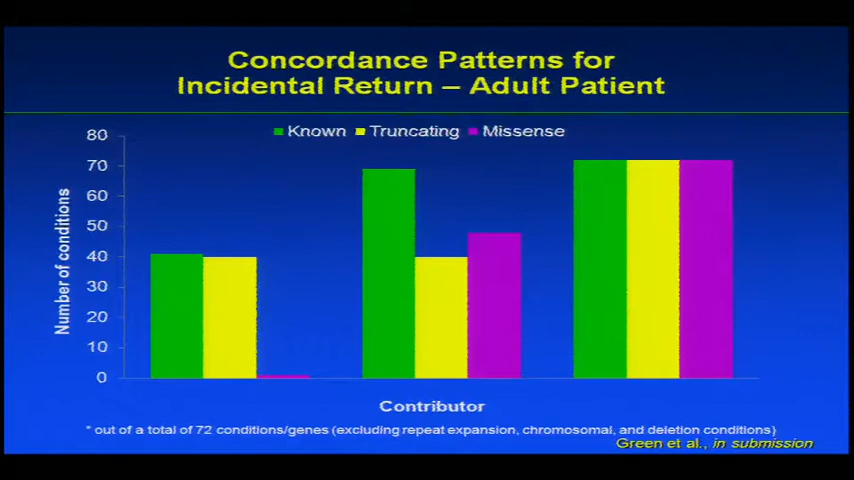 Concordance Patterns for
Incidental Return – Adult Patient
Known Truncating Missense
80
70
60
50
40
30
20
10
0
Number of conditions
Contributor
* out of a total of 72 conditions/genes (excluding repeat expansion, chromosomal, and deletion conditions)
Green et al., in submission